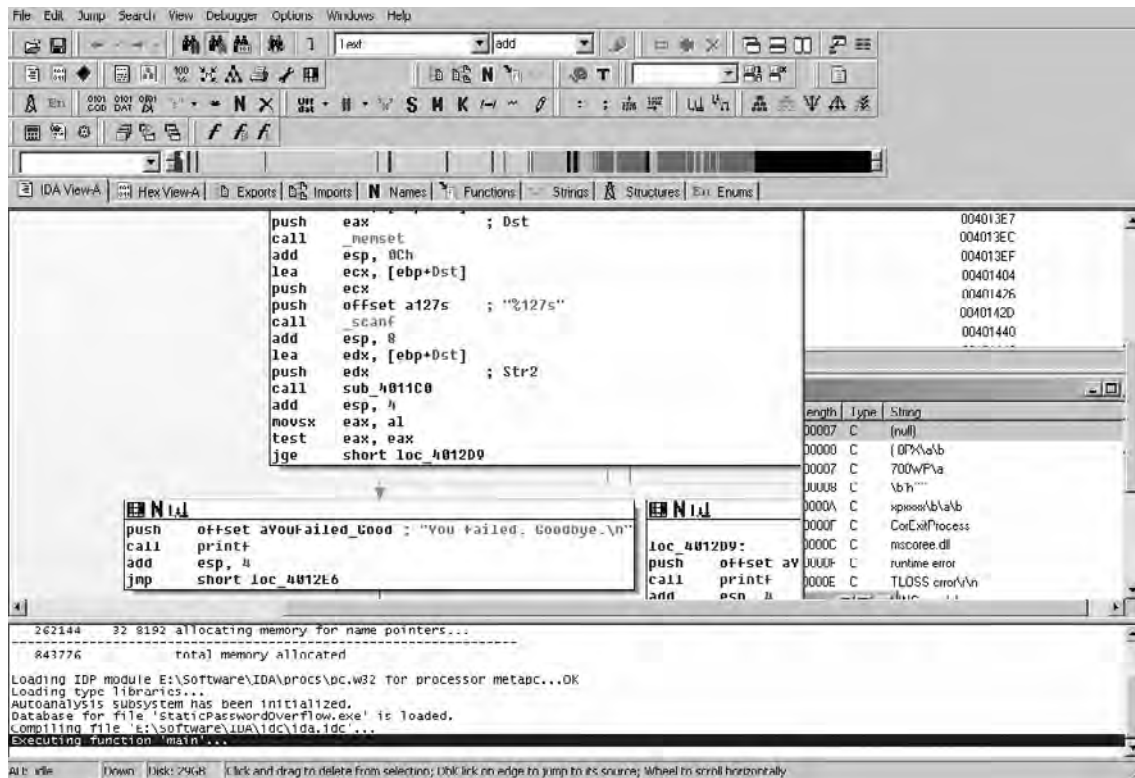 File Edit Jump Search View Debugger Options Windows Help
Text add
N T
En N S M K
f
IDA View-A Hex View-A Exports Imports N Names Functions Strings Structures En Enums
push eax ; Dst
call _memset
add esp, 0Ch
lea ecx, [ebp+Dst]
push ecx
push offset a127s ; "%127s"
call _scanf
add esp, 8
lea edx, [ebp+Dst]
push edx ; Str2
call sub_4011C0
add esp, 4
movsx eax, al
test eax, eax
jge short loc_4012D9
004013E7
004013EC
004013EF
00401404
00401426
0040142D
00401440
push offset aYouFailed_Good ; "You Failed. Goodbye.\n"
call printf
add esp, 4
jmp short loc_4012E6
loc_4012D9:
push offset aY
call printf
add esp, 4
ength Type String
00007 C (null)
00007 C 700WP\a
0000F C CorExitProcess
0000C C mscoree.dll
0000F C runtime error
0000E C TLOSS error\r\n
262144 32 8192 allocating memory for name pointers...
843776 total memory allocated
Loading IDP module E:\Software\IDA\procs\pc.w32 for processor metapc...OK
Loading type libraries...
Autoanalysis subsystem has been initialized.
Database for file 'StaticPasswordOverflow.exe' is loaded.
Compiling file 'E:\Software\IDA\idc\ida.idc'...
Executing function 'main'...
AU: idle Down Disk: 29GB Click and drag to delete from selection; DblClick on edge to jump to its source; Wheel to scroll horizontally